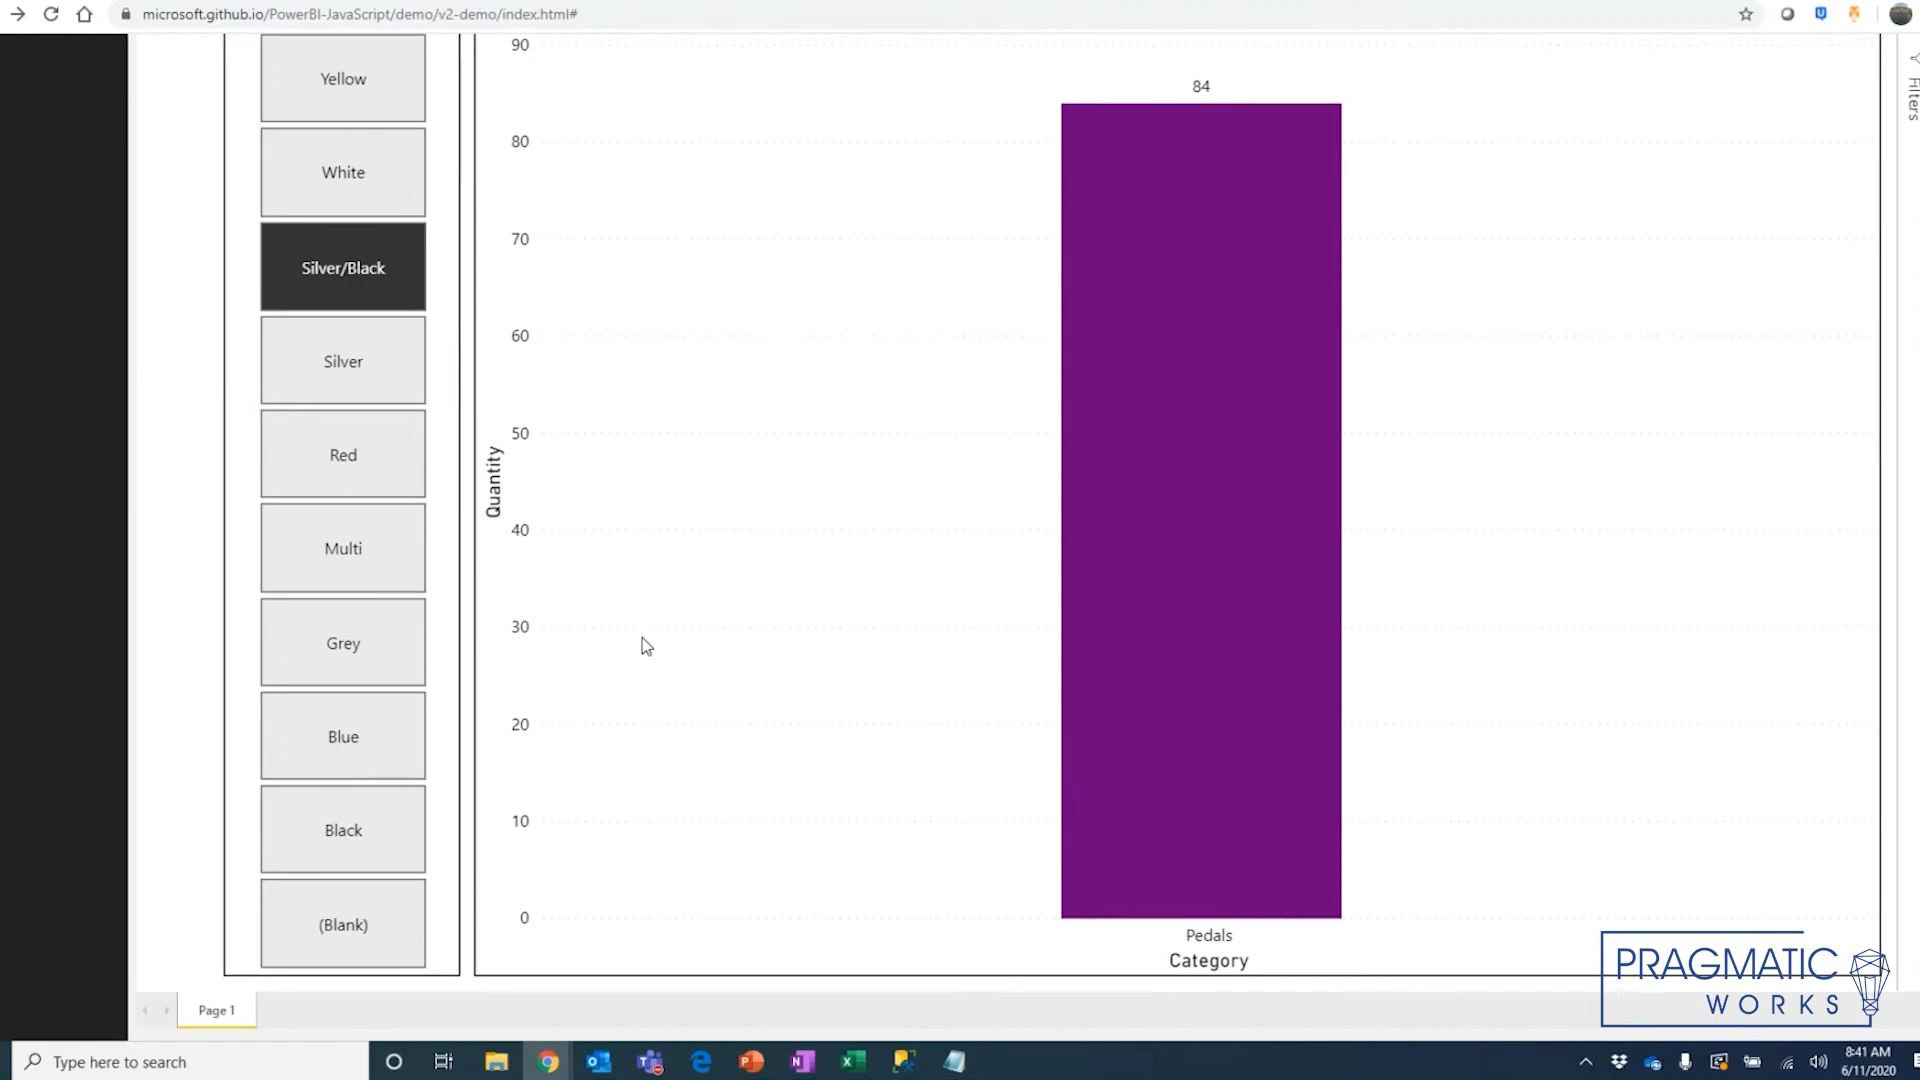 microsoft.github.io/PowerBI-JavaScript/demo/v2-demo/index.html#
Yellow
White
Silver/Black
Silver
Red
Multi
Grey
Blue
Black
(Blank)
90
80
70
60
50
40
30
20
10
0
Quantity
84
Pedals
Category
Filters
Page 1
PRAGMATIC
WORKS
Type here to search
8:41 AM
6/11/2020